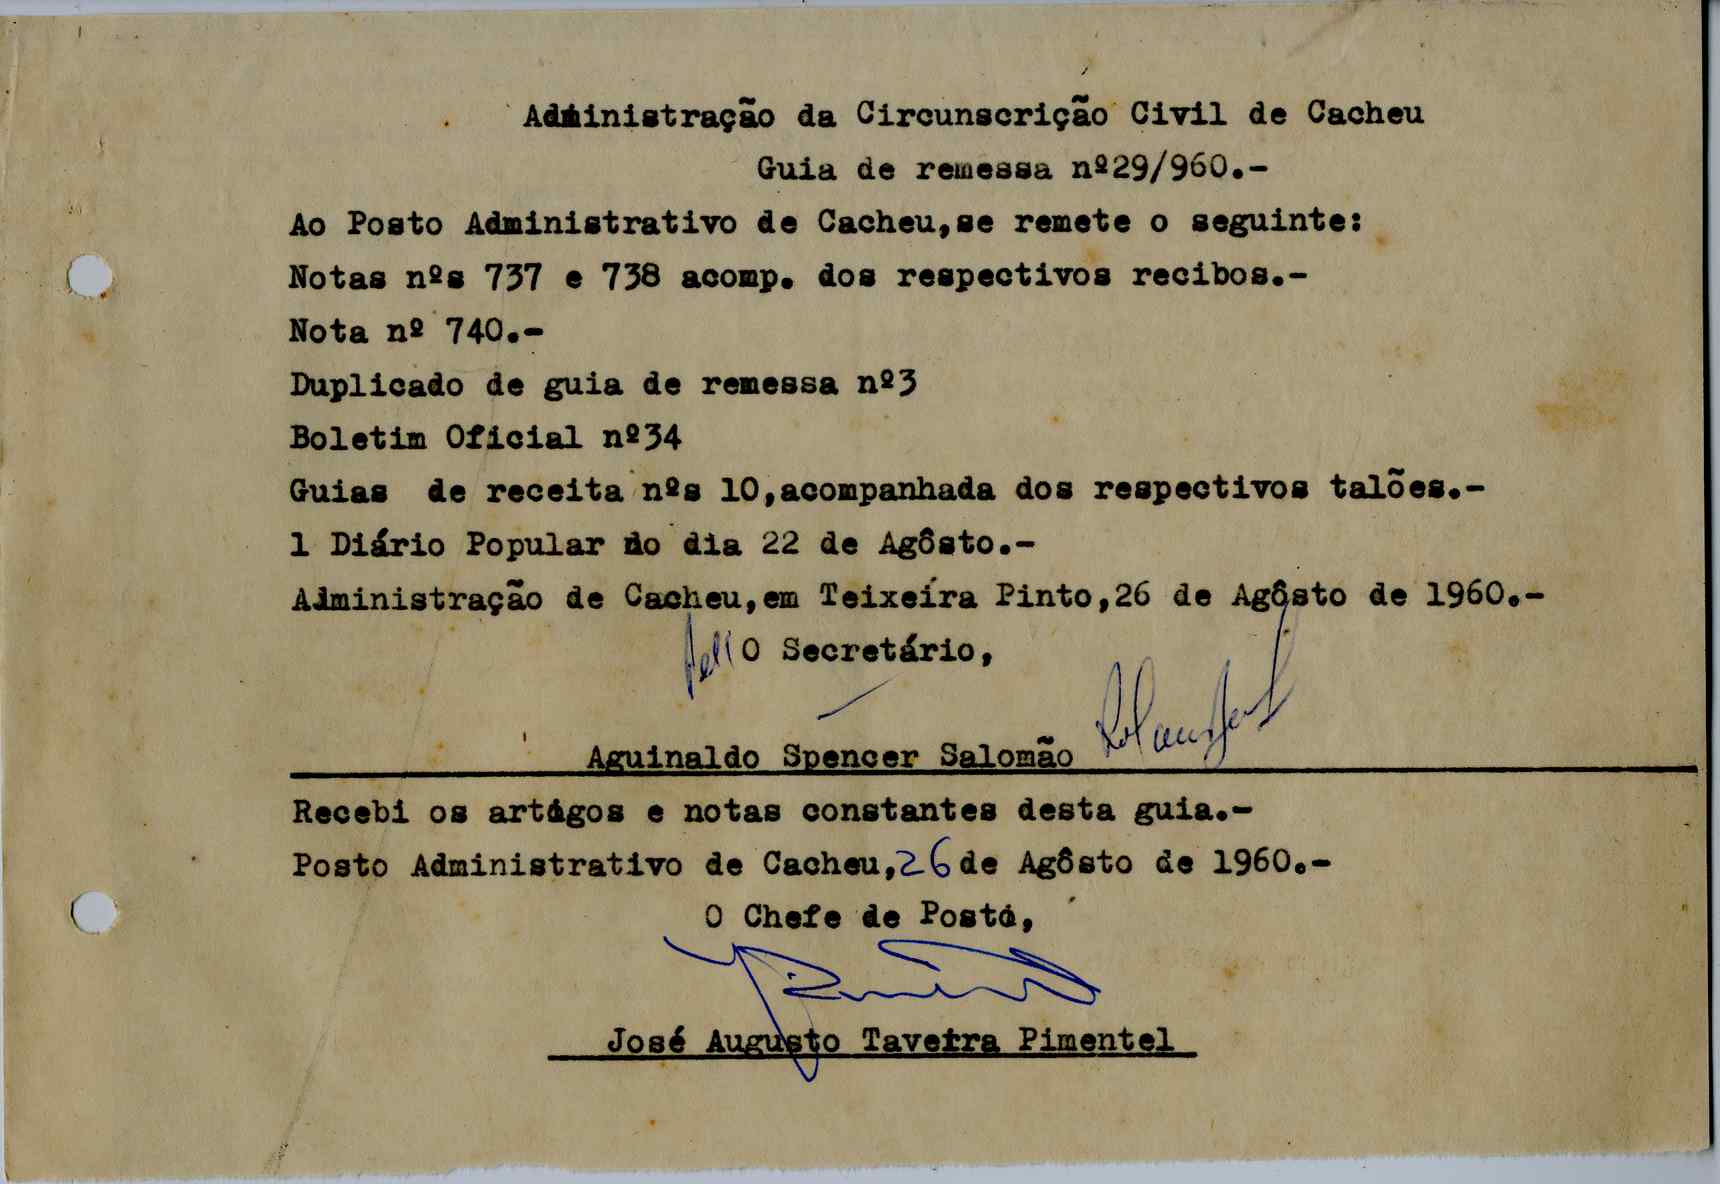 Administração da Circunscrição Civil de Cacheu
Guia de remessa nº29/960.-
Ao Posto Administrativo de Cacheu,se remete o seguinte:
Notas nºs 737 e 738 acomp. dos respectivos recibos.-
Nota nº 740.-
Duplicado de guia de remessa nº3
Boletim Oficial nº34
Guias de receita nºs 10,acompanhada dos respectivos talões.-
1 Diário Popular do dia 22 de Agôsto.-
Administração de Cacheu,em Teixeíra Pinto,26 de Agôsto de 1960.-
O Secretário,
Aguinaldo Spencer Salomão
Recebi os artigos e notas constantes desta guia.-
Posto Administrativo de Cacheu,26 de Agôsto de 1960.-
O Chefe de Posto,
José Augusto Taveira Pimentel